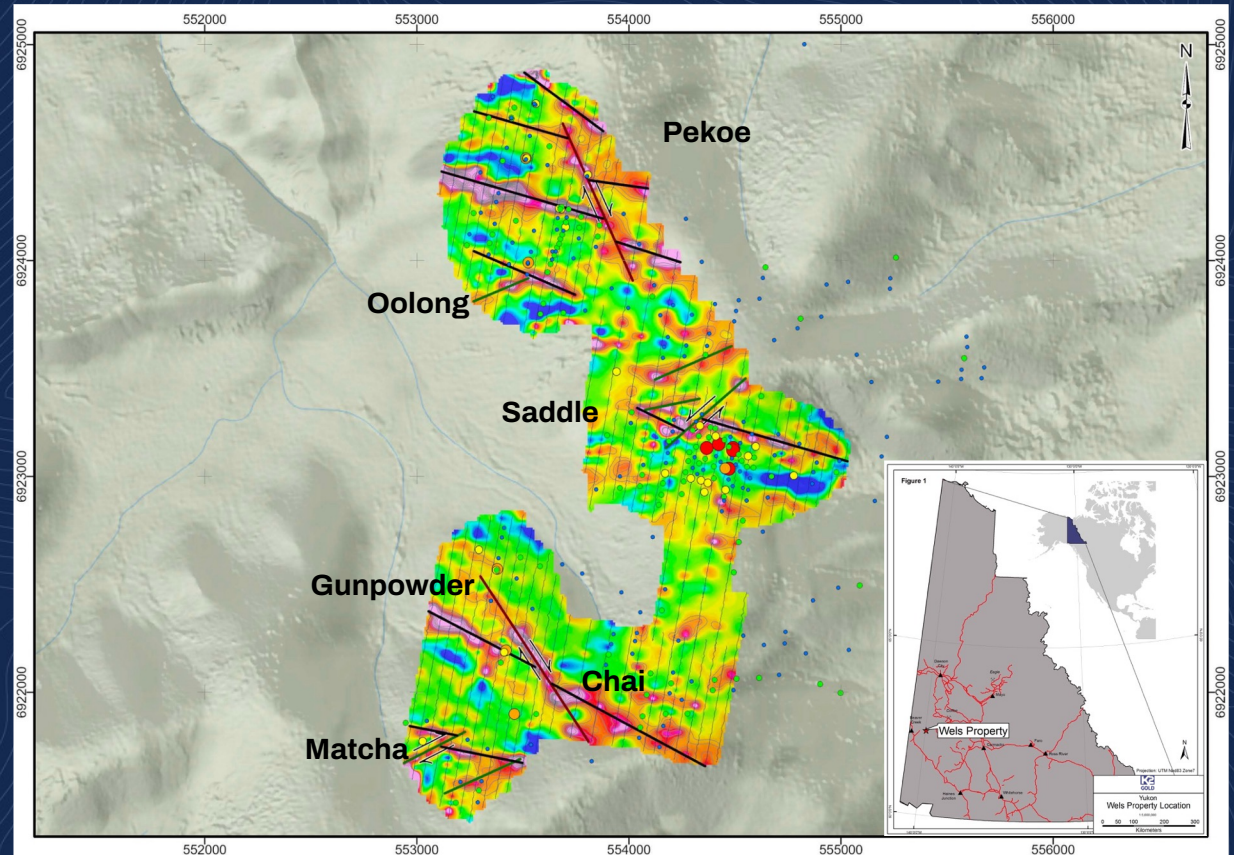 552000 553000 554000 555000 556000
6925000
6925000
N
Pekoe
6924000
6924000
Oolong
Saddle
6923000
6923000
Gunpowder
Chai
6922000
6922000
Matcha
552000 553000 554000 555000 556000
Figure 1
Wels Property
N
Projection: UTM Nad83 Zone7
K2
GOLD
Yukon
Wels Property Location
0 50 100 200 300
Kilometers